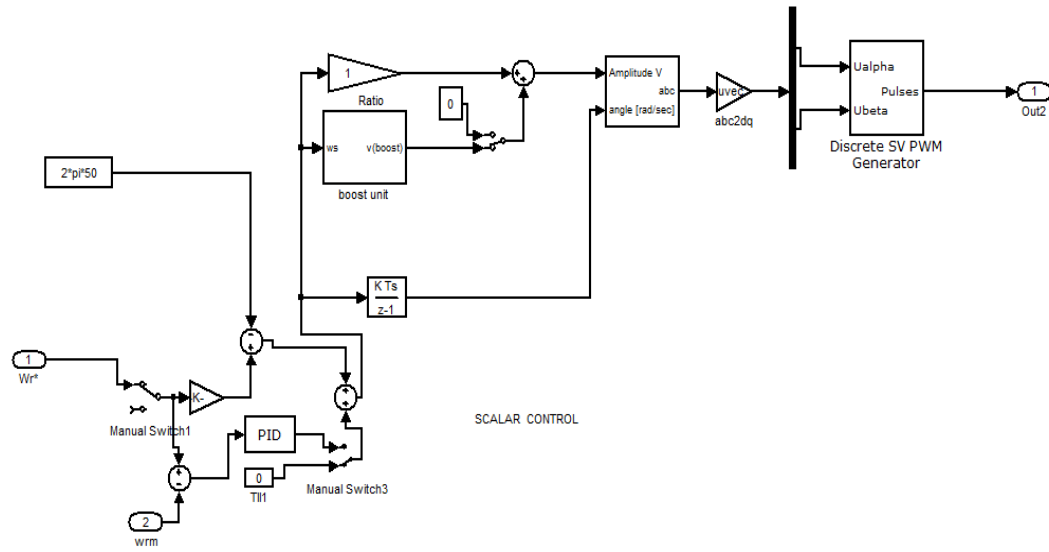 1
Ratio
0
ws
v(boost)
boost unit
Amplitude V
abc
angle [rad/sec]
uvec
abc2dq
Ualpha
Pulses
Ubeta
Discrete SV PWM
Generator
1
Out2
2*pi*50
K Ts
z-1
1
Wr*
K-
Manual Switch1
PID
0
Manual Switch3
SCALAR CONTROL
2
wrm